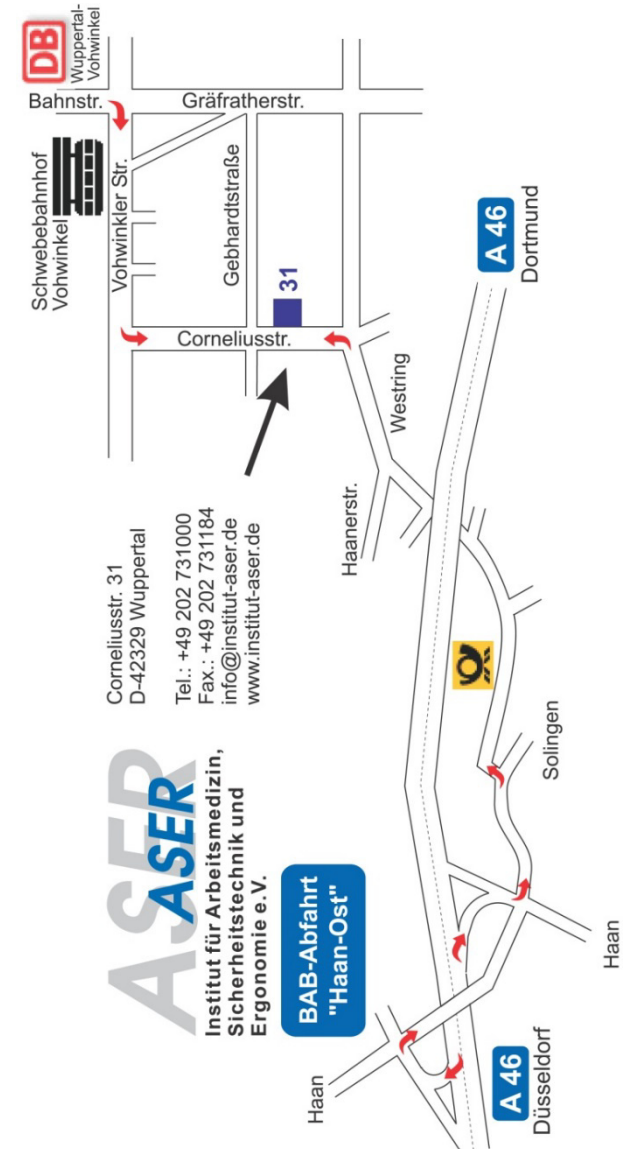 ASER
ASER
Institut für Arbeitsmedizin,
Sicherheitstechnik und
Ergonomie e.V.
Corneliusstr. 31
D-42329 Wuppertal
Tel.: +49 202 731000
Fax.: +49 202 731184
info@institut-aser.de
www.institut-aser.de
Schwebebahnhof
Vohwinkel
DB
Wuppertal-
Vohwinkel
Bahnstr.
Vohwinkler Str.
Gräfratherstr.
Gebhardtstraße
Corneliusstr.
31
Haanerstr.
Westring
BAB-Abfahrt
"Haan-Ost"
Haan
A 46
Düsseldorf
Haan
Solingen
A 46
Dortmund